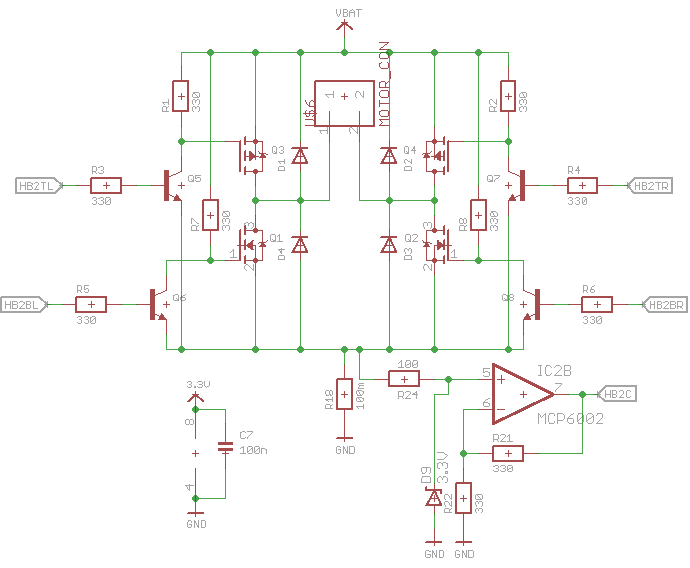 VBAT
MOTOR_CON
U$6
1 2
1 2
R1
330
R2
330
Q3
D1
Q4
D2
HB2TL
R3
330
Q5
Q7
R4
330
HB2TR
R7
330
R8
330
3
Q1
1
2
D4
3
Q2
1
2
D3
HB2BL
R5
330
Q6
Q8
R6
330
HB2BR
R18
100m
GND
100
R24
5
6
7
IC2B
MCP6002
HB2C
R21
330
3.3V
8
4
C7
100n
GND
D9
3.3V
R22
330
GND
GND